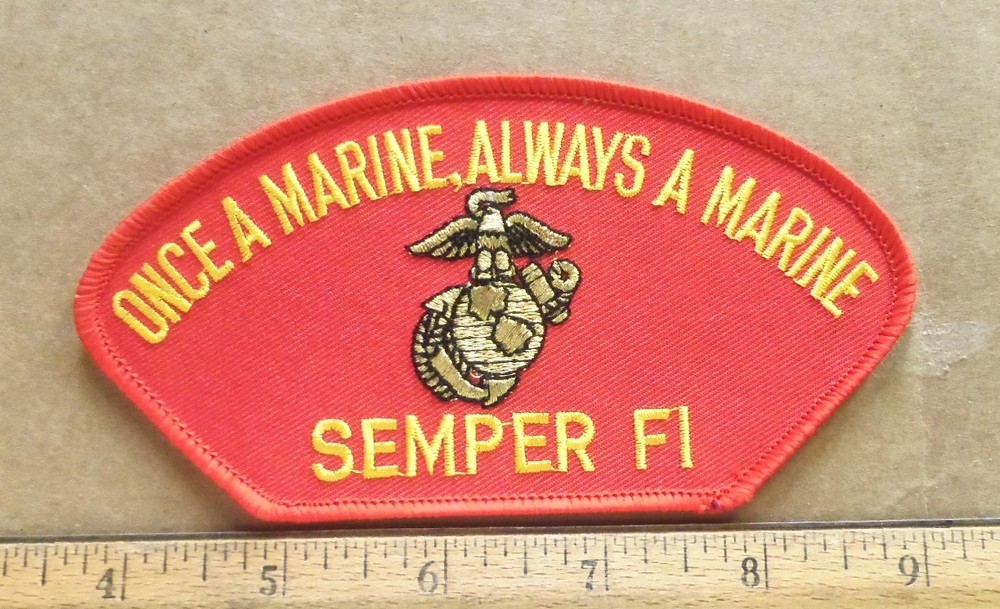 ONCE A MARINE, ALWAYS A MARINE
SEMPER FI
4 5 6 7 8 9